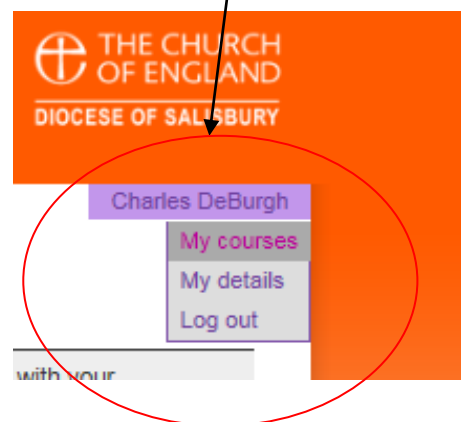 THE CHURCH
OF ENGLAND
DIOCESE OF SALISBURY
Charles DeBurgh
My courses
My details
Log out
with your